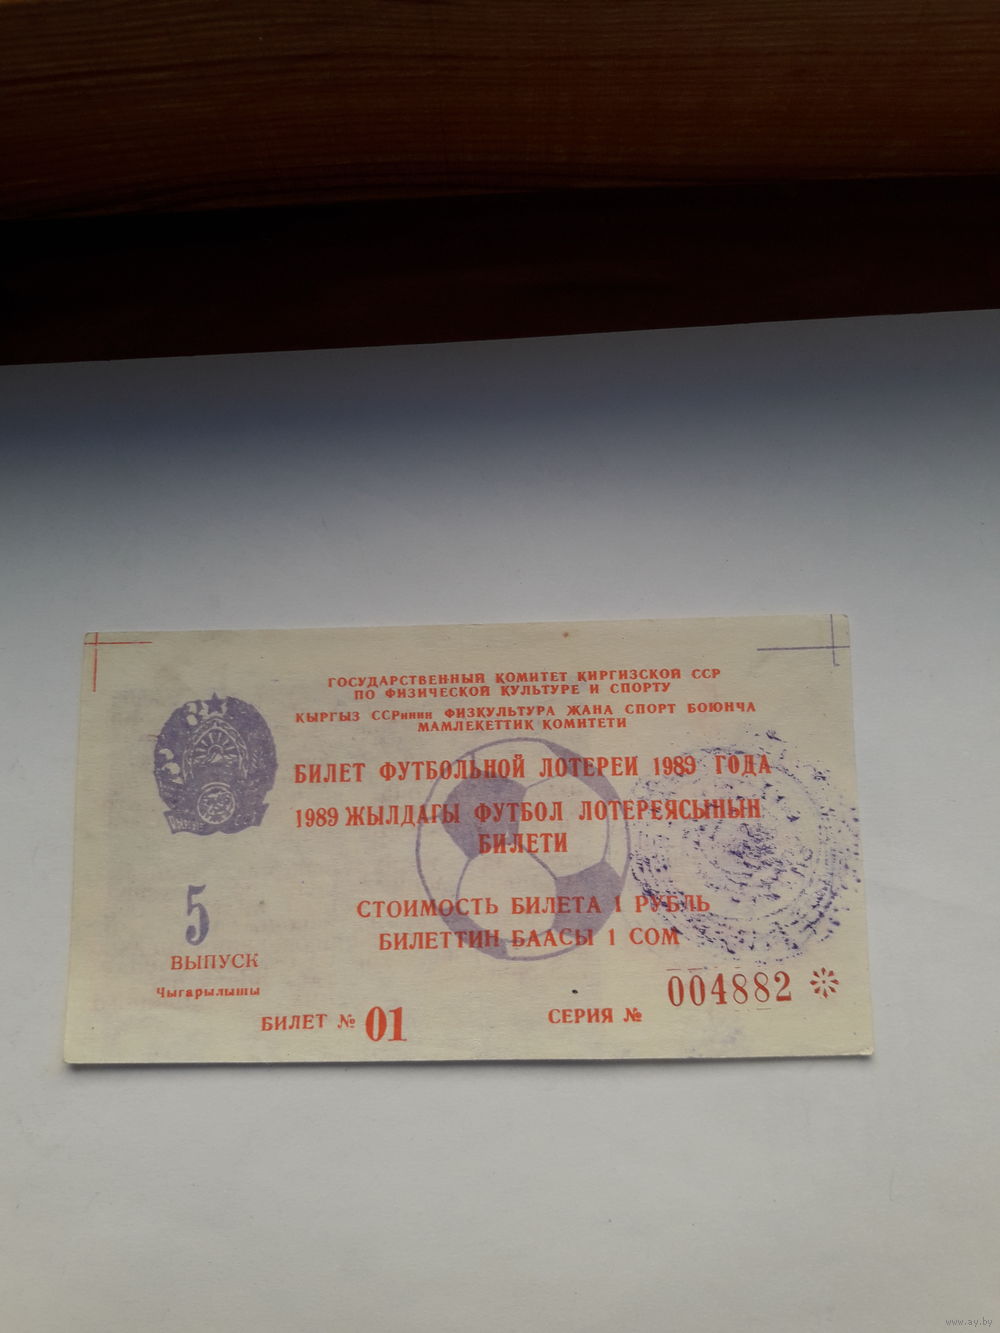 ГОСУДАРСТВЕННЫЙ КОМИТЕТ КИРГИЗСКОЙ ССР
ПО ФИЗИЧЕСКОЙ КУЛЬТУРЕ И СПОРТУ
КЫРГЫЗ ССРинин ФИЗКУЛЬТУРА ЖАНА СПОРТ БОЮНЧА
МАМЛЕКЕТТИК КОМИТЕТИ
БИЛЕТ ФУТБОЛЬНОЙ ЛОТЕРЕИ 1989 ГОДА
1989 ЖЫЛДАГЫ ФУТБОЛ ЛОТЕРЕЯСЫНЫН
БИЛЕТИ
СТОИМОСТЬ БИЛЕТА 1 РУБЛЬ
БИЛЕТТИН БААСЫ 1 СОМ
5
ВЫПУСК
Чыгарылышы
БИЛЕТ № 01
СЕРИЯ № 004882
www.ay.by